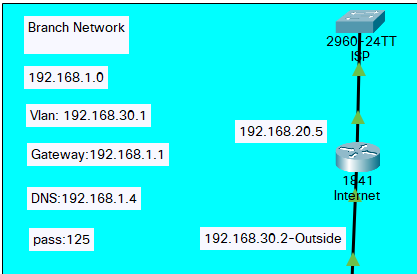 Branch Network
192.168.1.0
Vlan: 192.168.30.1
Gateway:192.168.1.1
DNS:192.168.1.4
pass:125
2960-24TT
ISP
192.168.20.5
1841
Internet
192.168.30.2-Outside